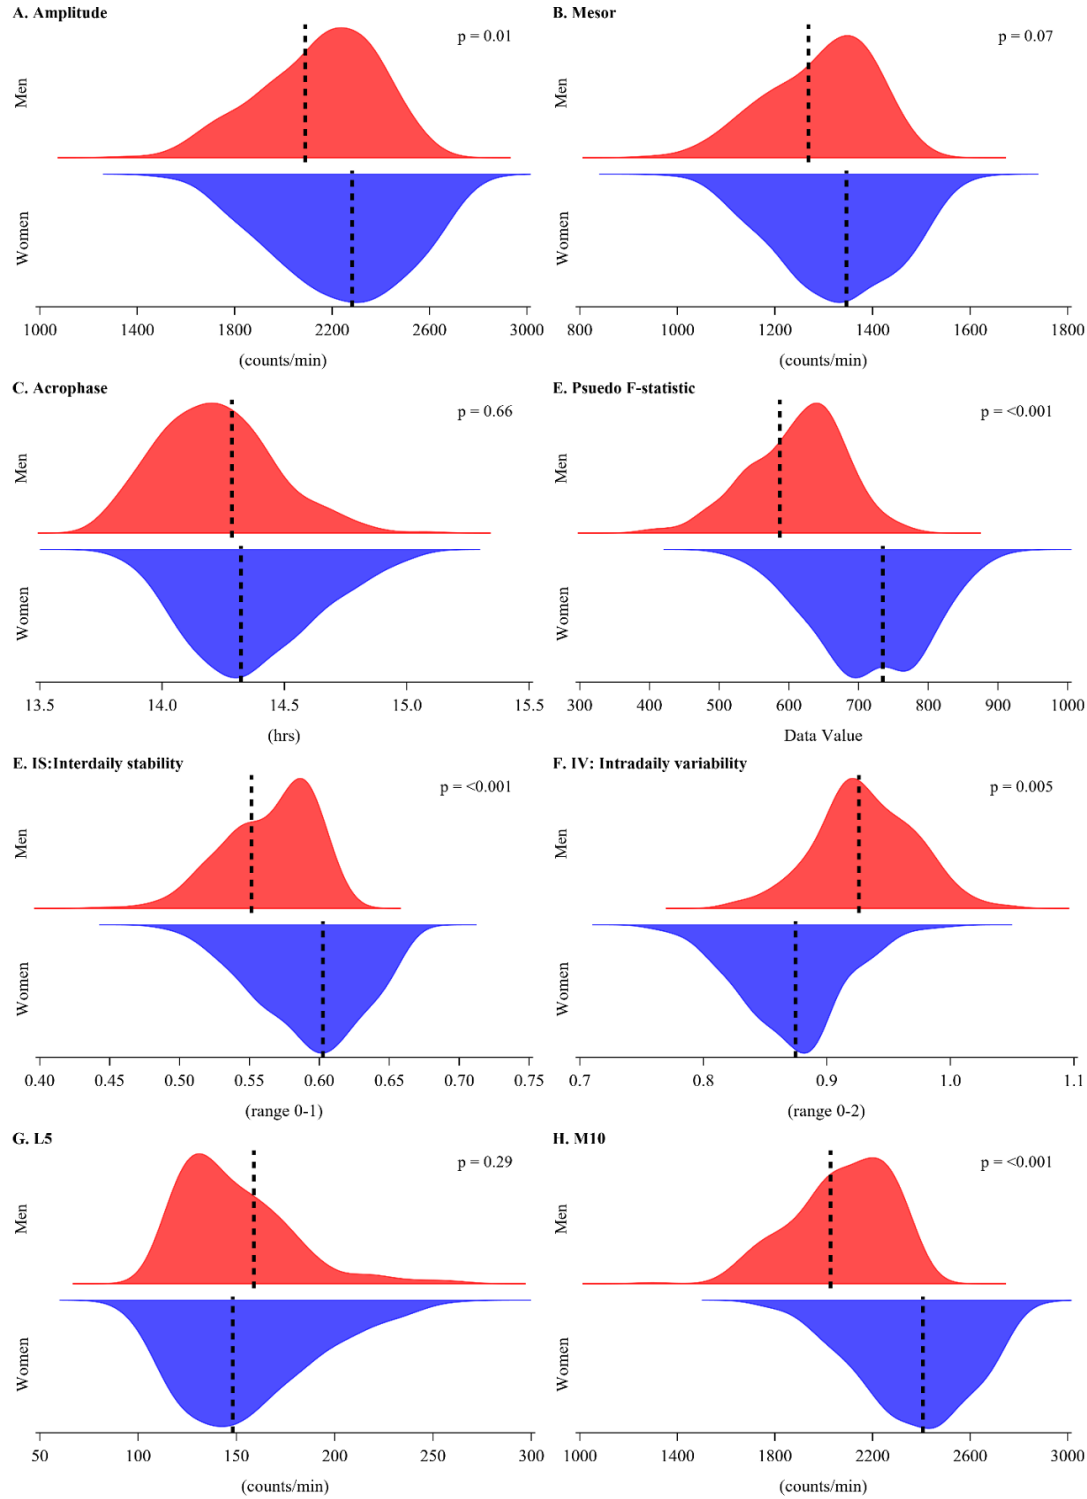 A. Amplitude
p = 0.01
Men
Women
1000 1400 1800 2200 2600 3000
(counts/min)
B. Mesor
p = 0.07
Men
Women
800 1000 1200 1400 1600 1800
(counts/min)
C. Acrophase
p = 0.66
Men
Women
13.5 14.0 14.5 15.0 15.5
(hrs)
E. Psuedo F-statistic
p = <0.001
Men
Women
300 400 500 600 700 800 900 1000
Data Value
E. IS:Interdaily stability
p = <0.001
Men
Women
0.40 0.45 0.50 0.55 0.60 0.65 0.70 0.75
(range 0-1)
F. IV: Intradaily variability
p = 0.005
Men
Women
0.7 0.8 0.9 1.0 1.1
(range 0-2)
G. L5
p = 0.29
Men
Women
50 100 150 200 250 300
(counts/min)
H. M10
p = <0.001
Men
Women
1000 1400 1800 2200 2600 3000
(counts/min)